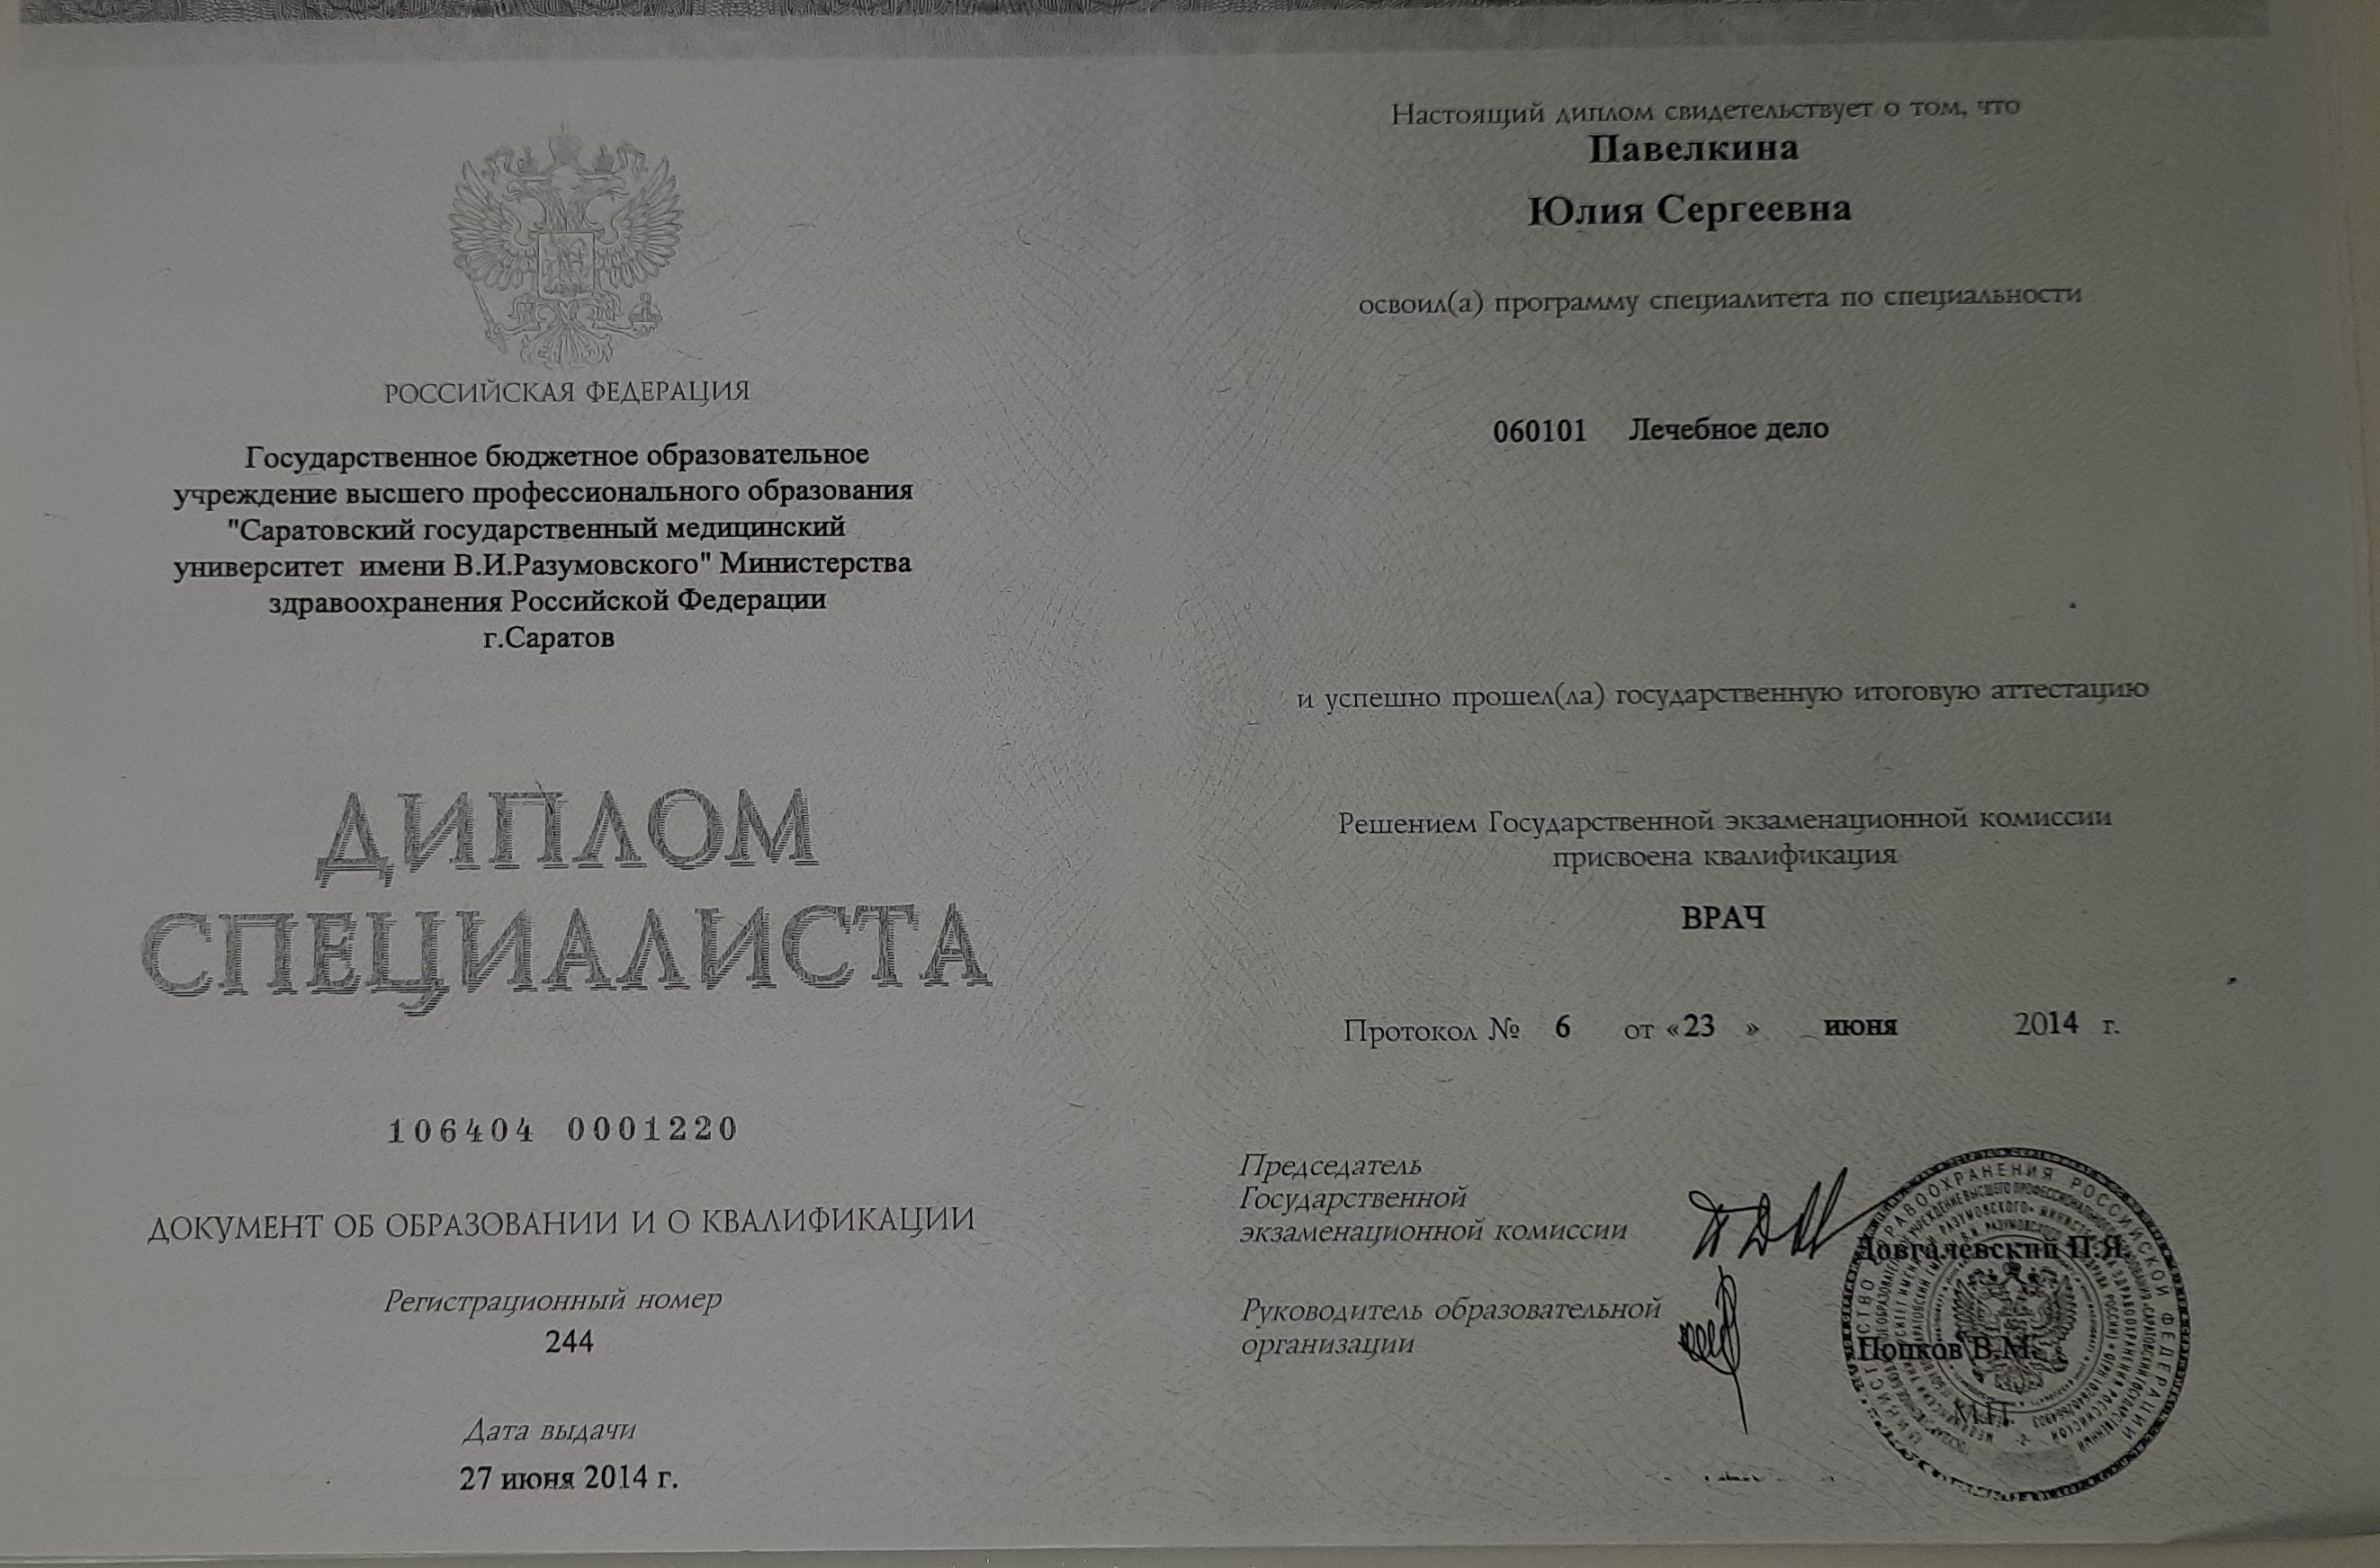 РОССИЙСКАЯ ФЕДЕРАЦИЯ
Государственное бюджетное образовательное
учреждение высшего профессионального образования
"Саратовский государственный медицинский
университет имени В.И.Разумовского" Министерства
здравоохранения Российской Федерации
г.Саратов
ДИПЛОМ
СПЕЦИАЛИСТА
106404 0001220
ДОКУМЕНТ ОБ ОБРАЗОВАНИИ И О КВАЛИФИКАЦИИ
Регистрационный номер
244
Дата выдачи
27 июня 2014 г.
Настоящий диплом свидетельствует о том, что
Павелкина
Юлия Сергеевна
освоил(а) программу специалитета по специальности
060101 Лечебное дело
и успешно прошел(ла) государственную итоговую аттестацию
Решением Государственной экзаменационной комиссии
присвоена квалификация
ВРАЧ
Протокол № 6 от «23 » июня 2014 г.
Председатель
Государственной
экзаменационной комиссии
Довгалевский П.Я.
Руководитель образовательной
организации
Попков В.М.
М.П.